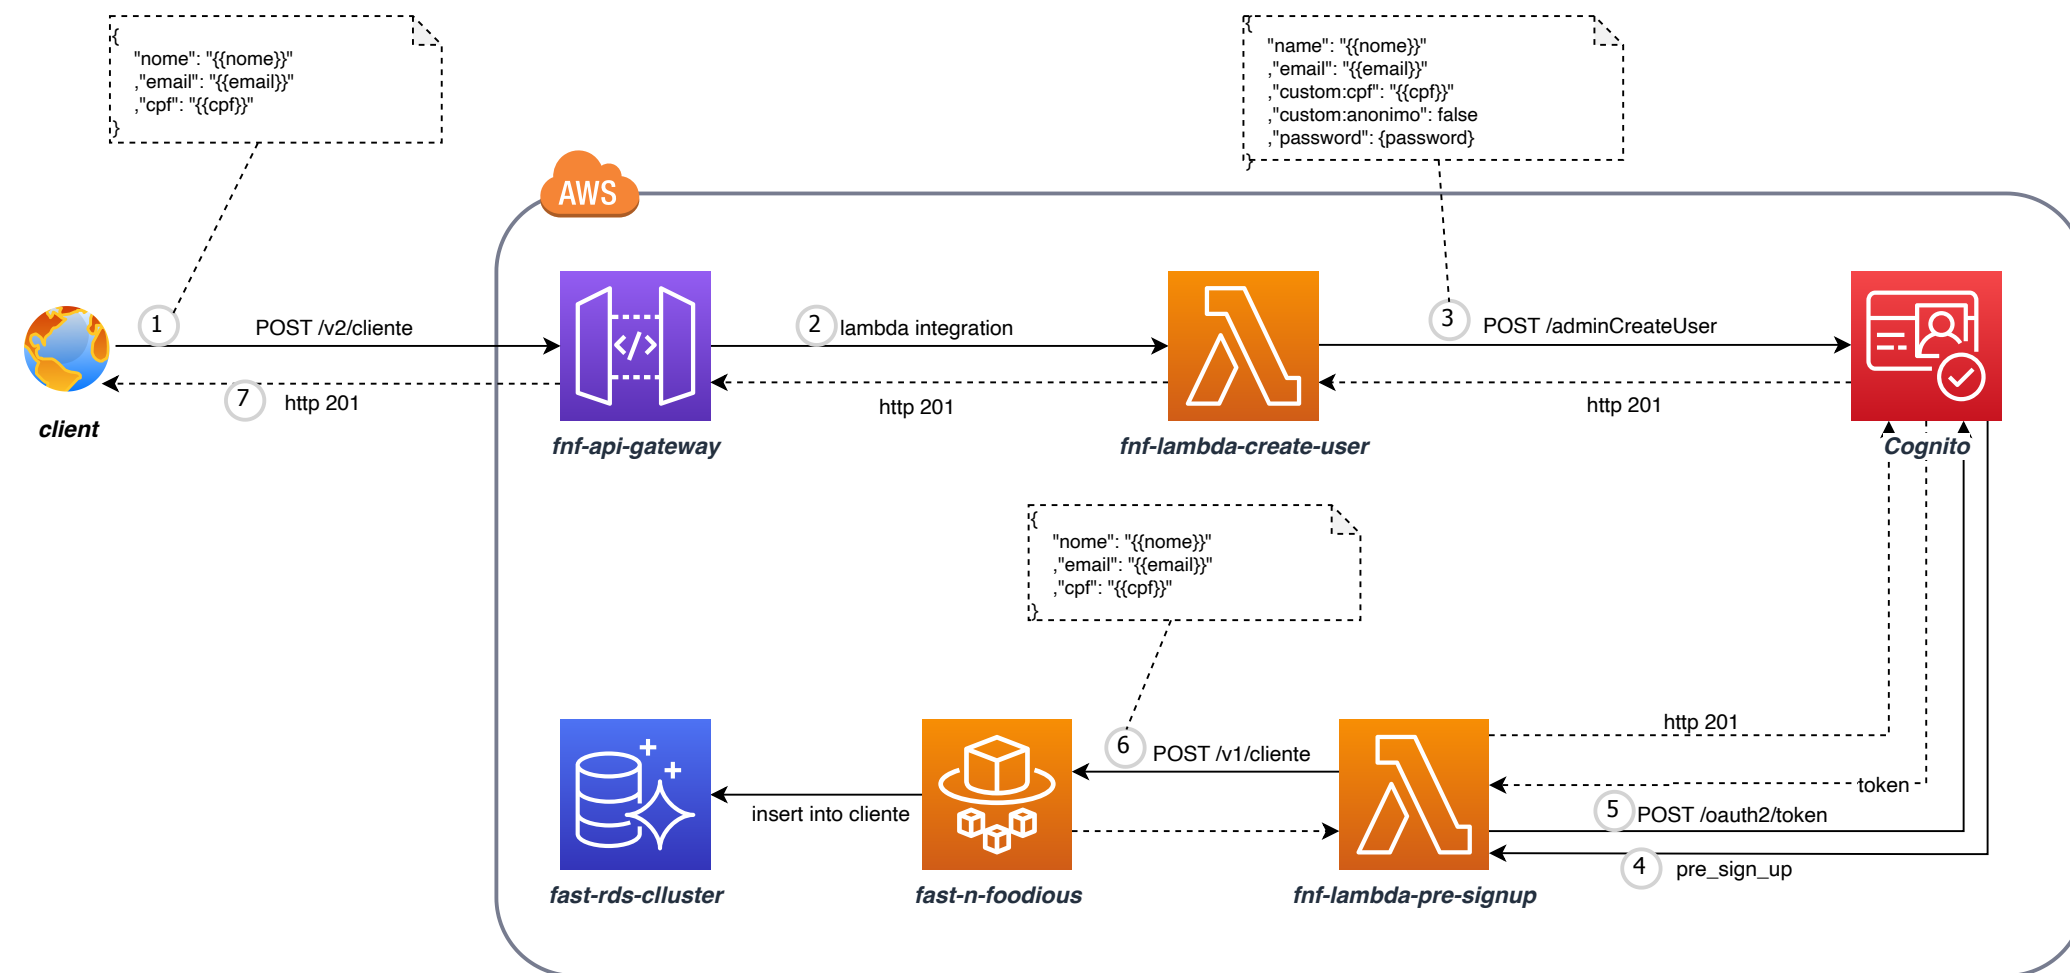 {
"nome": "{{nome}}"
,"email": "{{email}}"
,"cpf": "{{cpf}}"
}
{
"name": "{{nome}}"
,"email": "{{email}}"
,"custom:cpf": "{{cpf}}"
,"custom:anonimo": false
,"password": {password}
}
AWS
1
POST /v2/cliente
2
lambda integration
3
POST /adminCreateUser
7
http 201
http 201
http 201
client
fnf-api-gateway
fnf-lambda-create-user
Cognito
{
"nome": "{{nome}}"
,"email": "{{email}}"
,"cpf": "{{cpf}}"
}
http 201
6
POST /v1/cliente
token
insert into cliente
5
POST /oauth2/token
4
pre_sign_up
fast-rds-clluster
fast-n-foodious
fnf-lambda-pre-signup